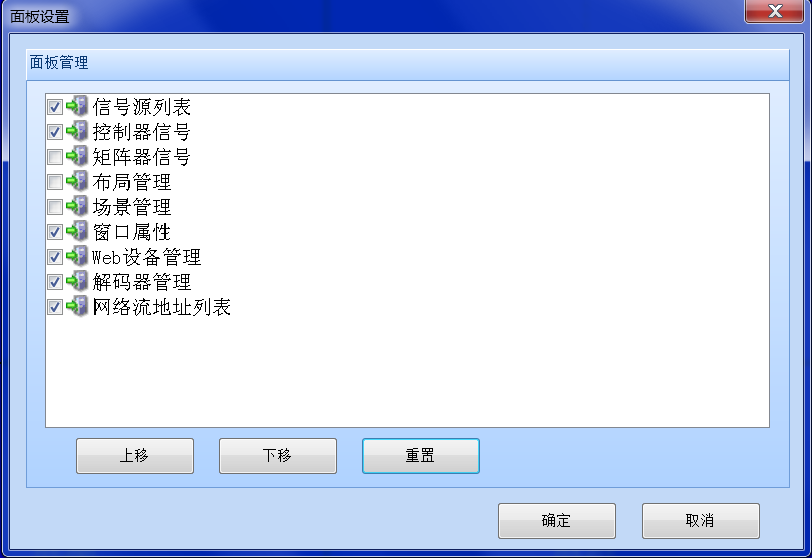 面板设置
面板管理
信号源列表
控制器信号
矩阵器信号
布局管理
场景管理
窗口属性
Web设备管理
解码器管理
网络流地址列表
上移
下移
重置
确定
取消